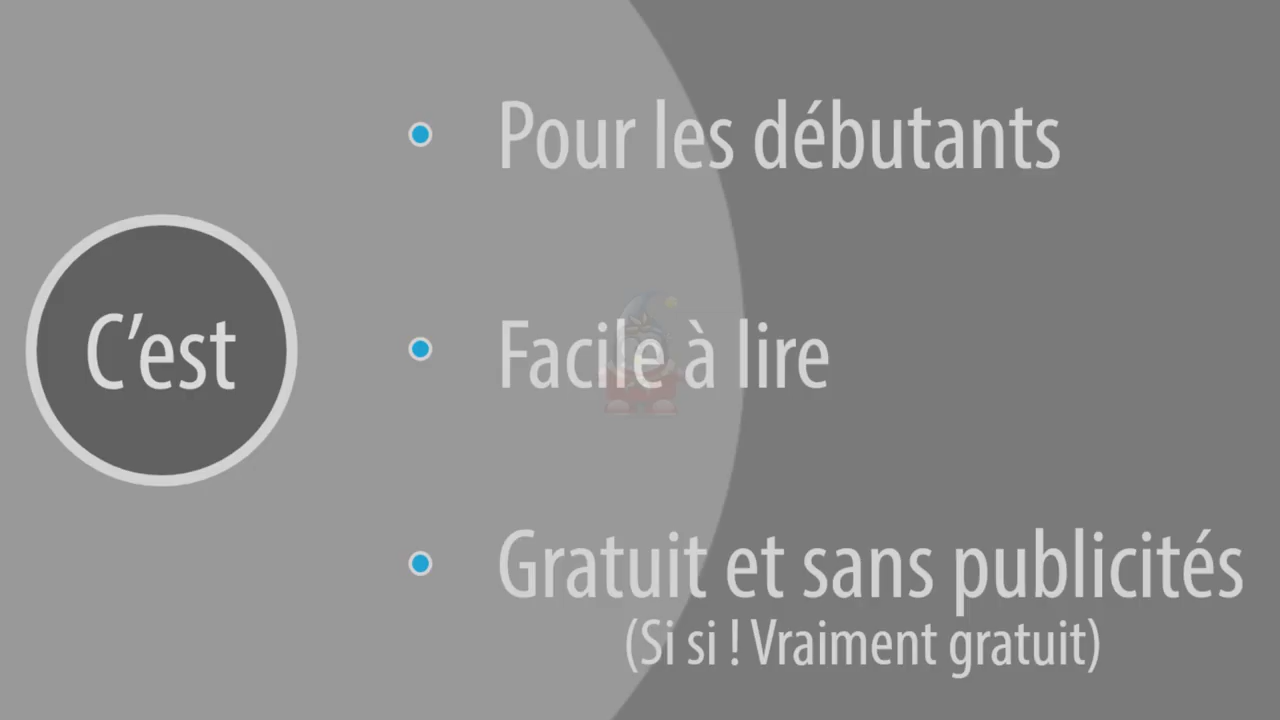 C’est
Pour les débutants
Facile à lire
Gratuit et sans publicités
(Si si ! Vraiment gratuit)